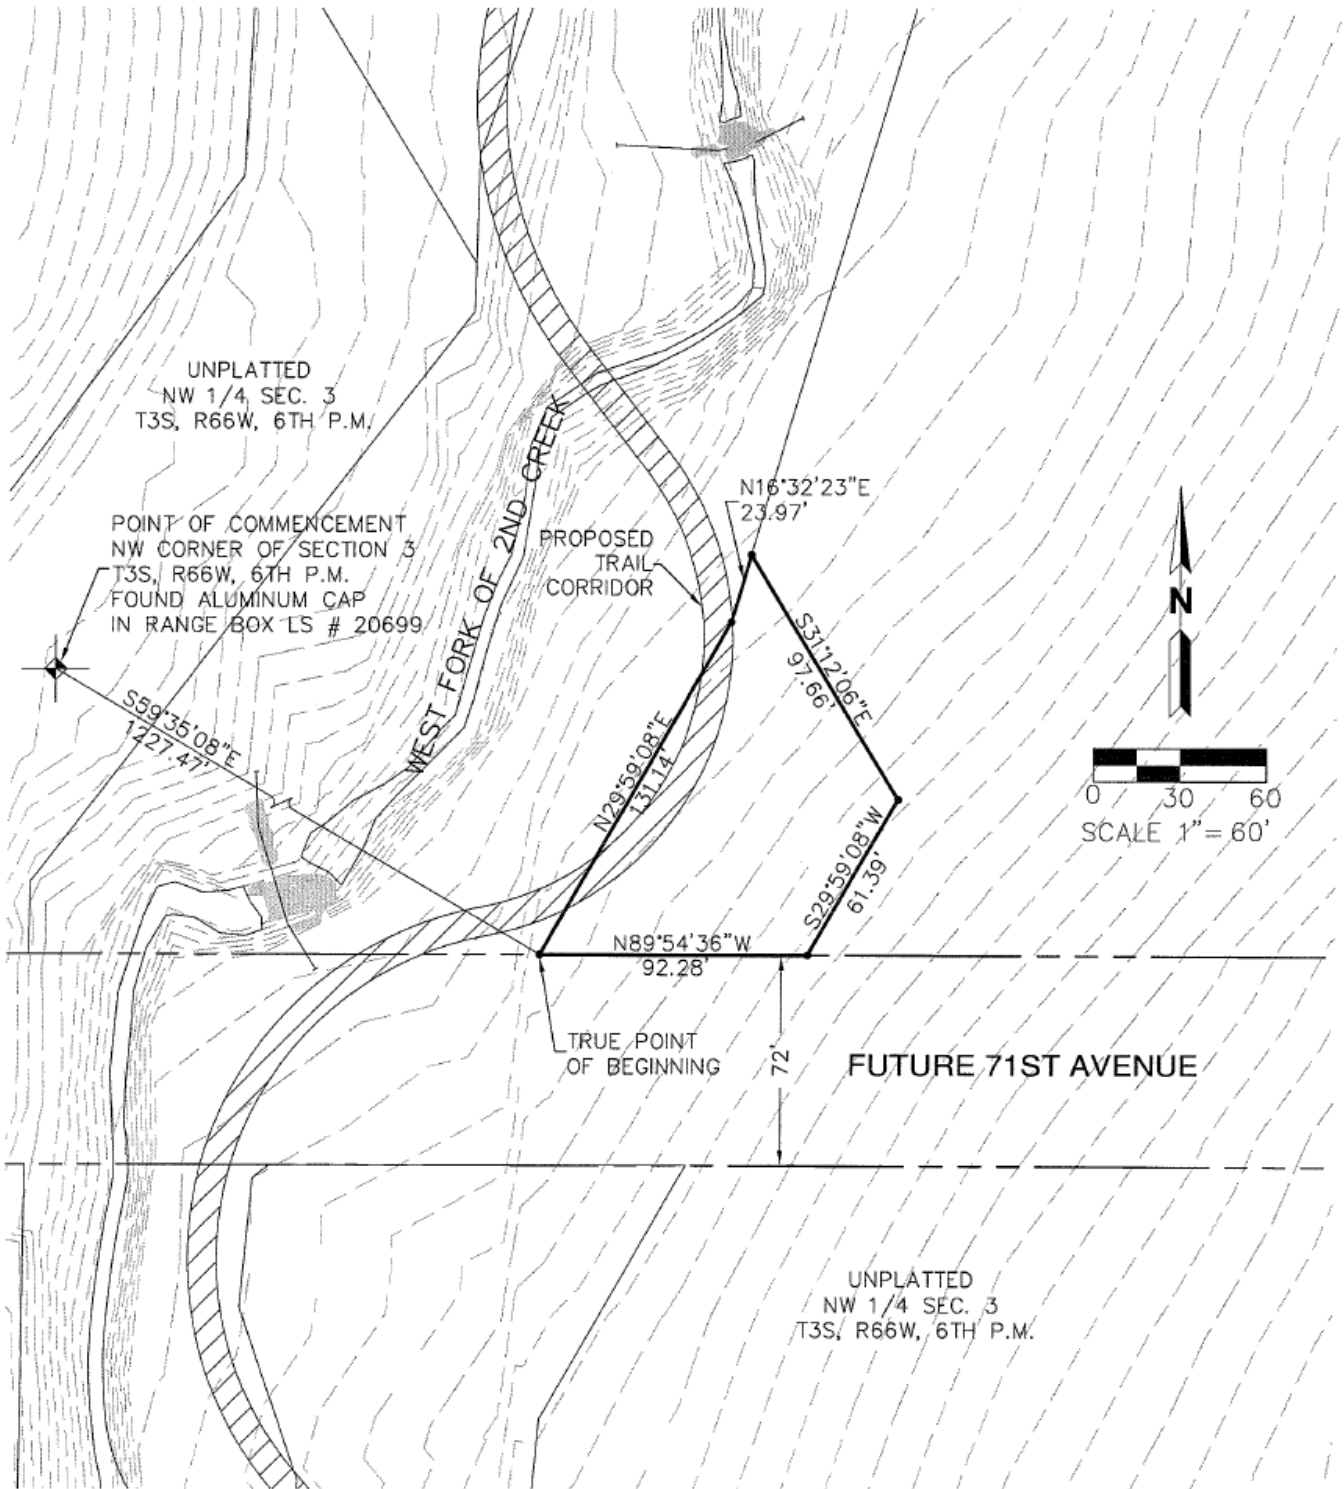 UNPLATTED
NW 1/4 SEC. 3
T3S, R66W, 6TH P.M.
POINT OF COMMENCEMENT
NW CORNER OF SECTION 3
T3S, R66W, 6TH P.M.
FOUND ALUMINUM CAP
IN RANGE BOX LS # 20699
S59°35'08"E
1227.47'
WEST FORK OF 2ND CREEK
PROPOSED
TRAIL
CORRIDOR
N16°32'23"E
23.97'
S31°12'06"E
97.66'
N29°59'08"E
131.14'
S29°59'08"W
61.39'
N89°54'36"W
92.28'
N
0 30 60
SCALE 1"= 60'
TRUE POINT
OF BEGINNING
72'
FUTURE 71ST AVENUE
UNPLATTED
NW 1/4 SEC. 3
T3S, R66W, 6TH P.M.